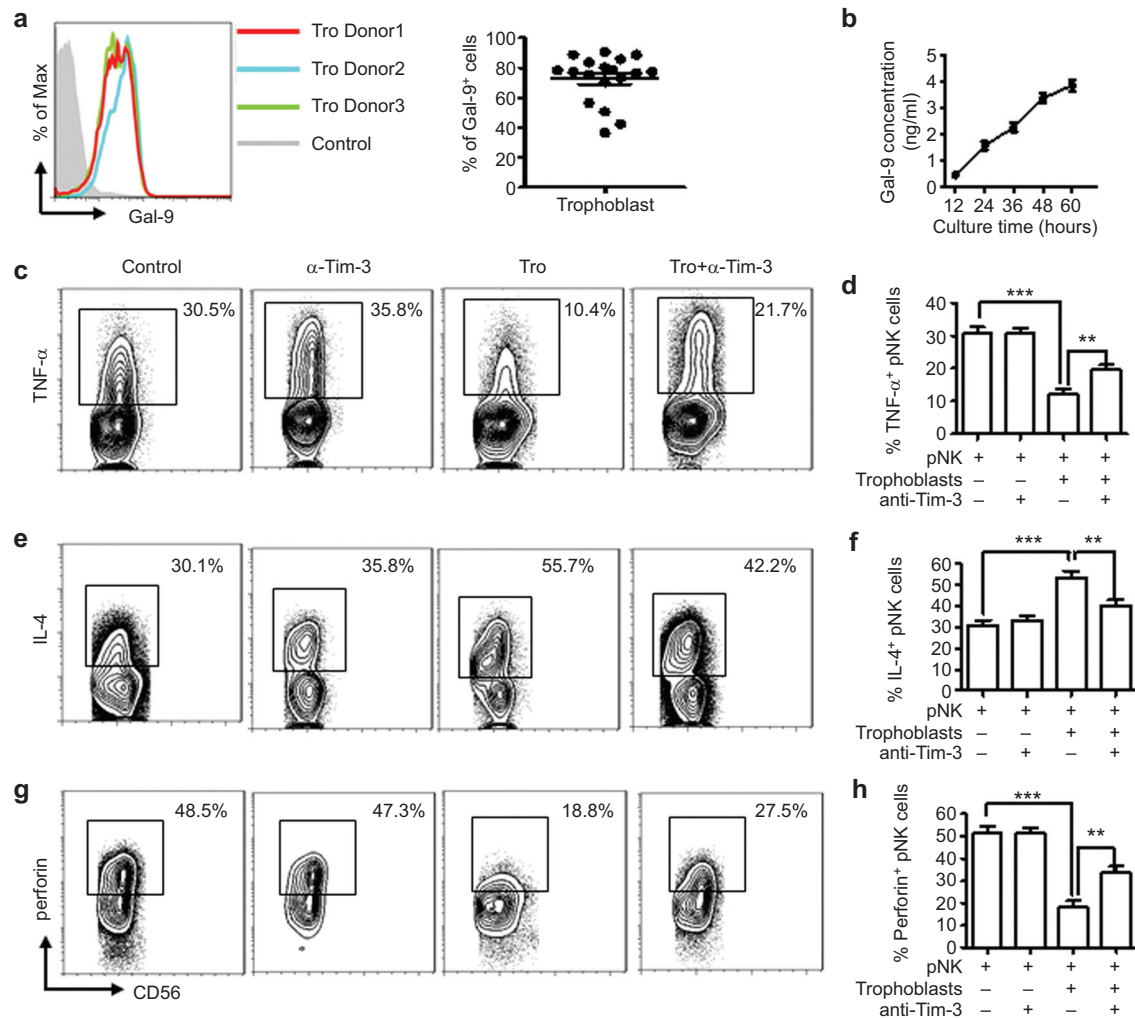 a
% of Max
Gal-9
Tro Donor1
Tro Donor2
Tro Donor3
Control
% of Gal-9⁺ cells
100
80
60
40
20
0
Trophoblast
b
Gal-9 concentration
(ng/ml)
5
4
3
2
1
0
12 24 36 48 60
Culture time (hours)
c
Control α-Tim-3 Tro Tro+α-Tim-3
TNF-α
30.5% 35.8% 10.4% 21.7%
d
% TNF-α⁺ pNK cells
40
30
20
10
0
*** **
pNK + + + +
Trophoblasts – – + +
anti-Tim-3 – + – +
e
IL-4
30.1% 35.8% 55.7% 42.2%
f
% IL-4⁺ pNK cells
60
50
40
30
20
10
0
*** **
pNK + + + +
Trophoblasts – – + +
anti-Tim-3 – + – +
g
perforin
CD56
48.5% 47.3% 18.8% 27.5%
h
% Perforin⁺ pNK cells
60
50
40
30
20
10
0
*** **
pNK + + + +
Trophoblasts – – + +
anti-Tim-3 – + – +